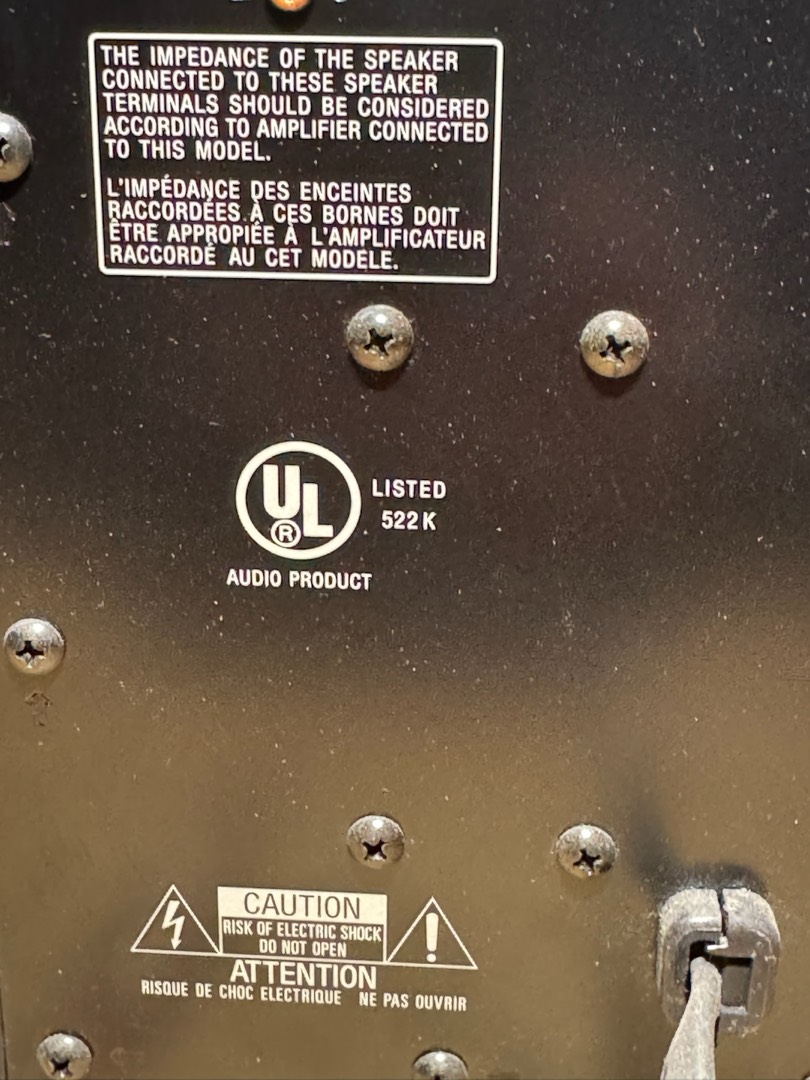 THE IMPEDANCE OF THE SPEAKER
CONNECTED TO THESE SPEAKER
TERMINALS SHOULD BE CONSIDERED
ACCORDING TO AMPLIFIER CONNECTED
TO THIS MODEL.
L'IMPÉDANCE DES ENCEINTES
RACCORDÉES À CES BORNES DOIT
ÊTRE APPROPIÉE À L'AMPLIFICATEUR
RACCORDÉ AU CET MODELE.
UL
®
LISTED
522K
AUDIO PRODUCT
CAUTION
RISK OF ELECTRIC SHOCK
DO NOT OPEN
ATTENTION
RISQUE DE CHOC ELECTRIQUE NE PAS OUVRIR